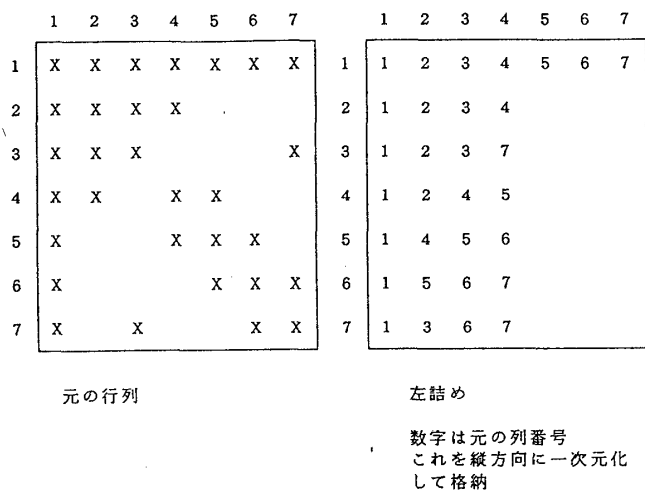 1 2 3 4 5 6 7 1 2 3 4 5 6 7
1 X X X X X X X 1 1 2 3 4 5 6 7
2 X X X X 2 1 2 3 4
3 X X X X 3 1 2 3 7
4 X X X X 4 1 2 4 5
5 X X X X 5 1 4 5 6
6 X X X X 6 1 5 6 7
7 X X X X 7 1 3 6 7
元の行列 左詰め
数字は元の列番号
これを縦方向に一次元化
して格納